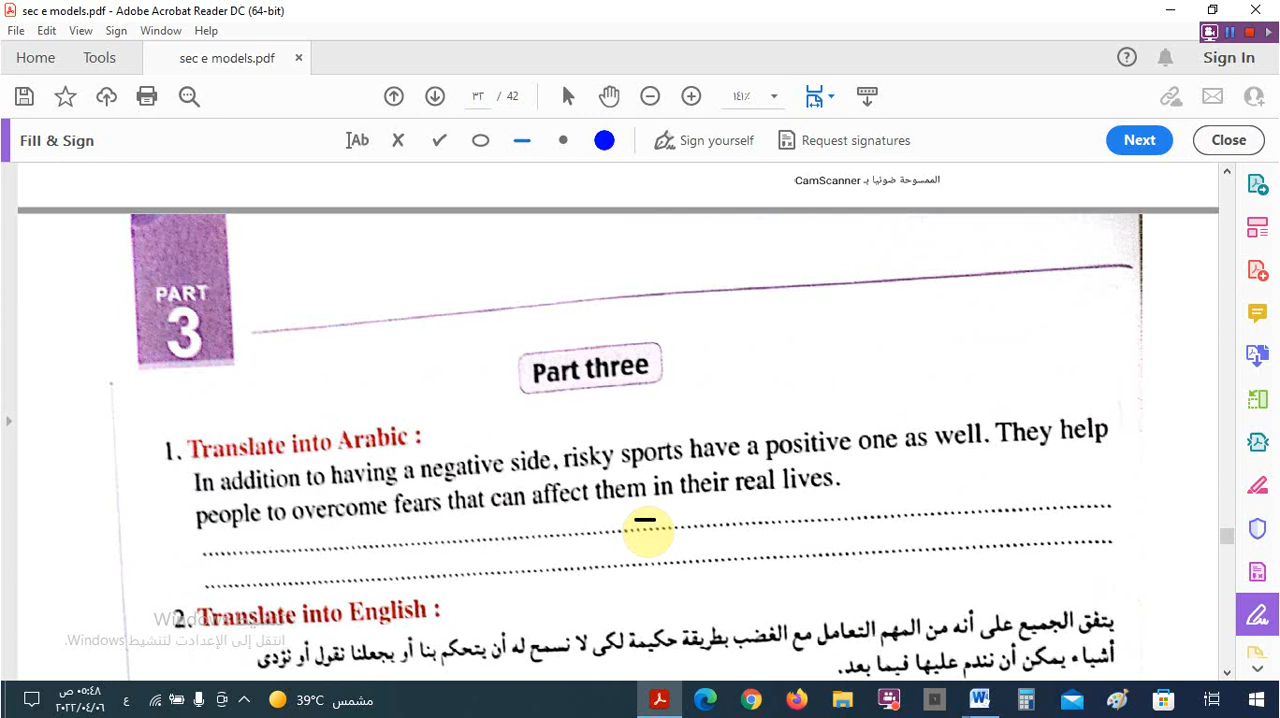 sec e models.pdf - Adobe Acrobat Reader DC (64-bit)
File Edit View Sign Window Help
Home Tools sec e models.pdf × Sign In
٣٣ / 42 ١٤١٪
Fill & Sign Ab Sign yourself Request signatures Next Close
الممسوحة ضوئيا بـ CamScanner
PART
3
Part three
1. Translate into Arabic :
In addition to having a negative side, risky sports have a positive one as well. They help
people to overcome fears that can affect them in their real lives.
2. Translate into English :
يتفق الجميع على أنه من المهم التعامل مع الغضب بطريقة حكيمة لكى لا نسمح له أن يتحكم بنا أو يجعلنا نقول أو نؤدى
أشياء يمكن أن نندم عليها فيما بعد.
تنشيط Windows
انتقل إلى الإعدادات لتنشيط Windows.
٠٥:٤٨ ص
٢٠٢٢/٠٤/٠٦
ع
39°C مشمس